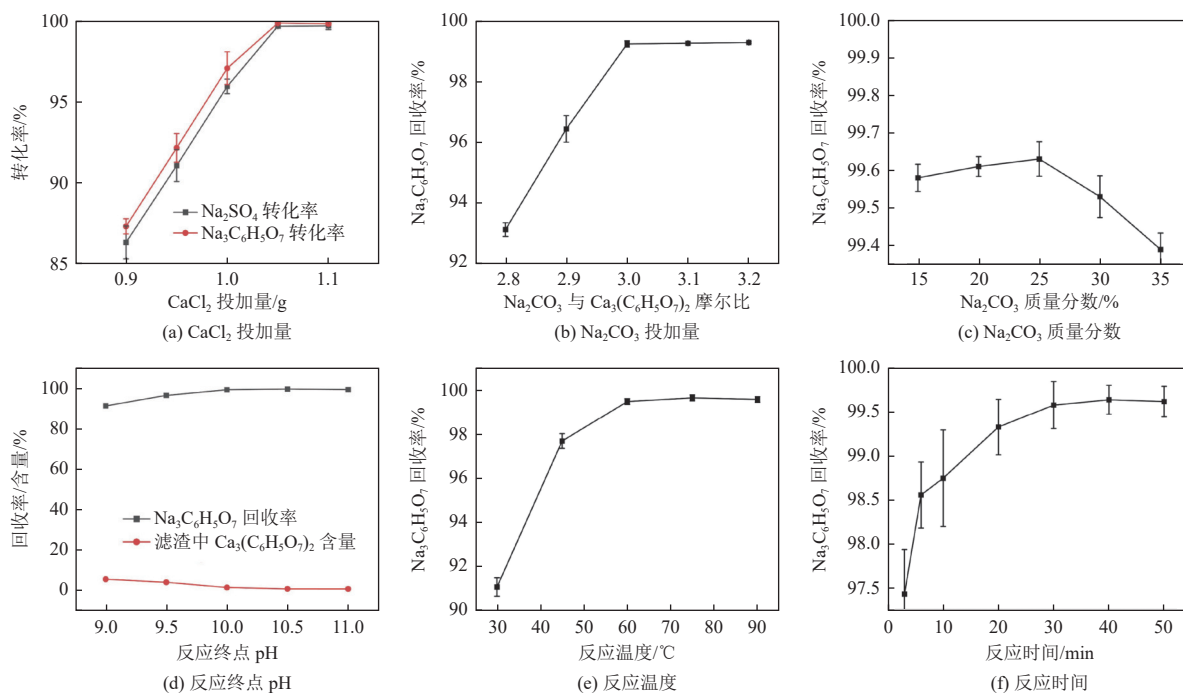 100
95
90
85
转化率/%
Na₂SO₄ 转化率
Na₃C₆H₅O₇ 转化率
0.9 1.0 1.1
CaCl₂ 投加量/g
(a) CaCl₂ 投加量
100
98
96
94
92
Na₃C₆H₅O₇ 回收率/%
2.8 2.9 3.0 3.1 3.2
Na₂CO₃ 与 Ca₃(C₆H₅O₇)₂ 摩尔比
(b) Na₂CO₃ 投加量
100.0
99.9
99.8
99.7
99.6
99.5
99.4
Na₃C₆H₅O₇ 回收率/%
15 20 25 30 35
Na₂CO₃ 质量分数/%
(c) Na₂CO₃ 质量分数
100
80
60
40
20
0
回收率/含量/%
Na₃C₆H₅O₇ 回收率
滤渣中 Ca₃(C₆H₅O₇)₂ 含量
9.0 9.5 10.0 10.5 11.0
反应终点 pH
(d) 反应终点 pH
100
98
96
94
92
90
Na₃C₆H₅O₇ 回收率/%
30 40 50 60 70 80 90
反应温度/℃
(e) 反应温度
100.0
99.5
99.0
98.5
98.0
97.5
Na₃C₆H₅O₇ 回收率/%
0 10 20 30 40 50
反应时间/min
(f) 反应时间